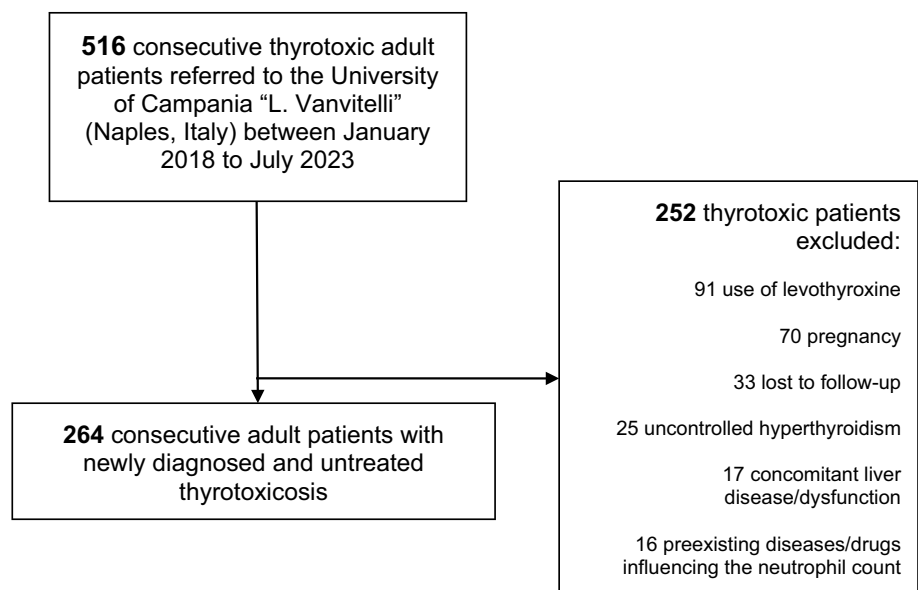 516 consecutive thyrotoxic adult
patients referred to the University
of Campania “L. Vanvitelli”
(Naples, Italy) between January
2018 to July 2023
252 thyrotoxic patients
excluded:
91 use of levothyroxine
70 pregnancy
33 lost to follow-up
25 uncontrolled hyperthyroidism
17 concomitant liver
disease/dysfunction
16 preexisting diseases/drugs
influencing the neutrophil count
264 consecutive adult patients with
newly diagnosed and untreated
thyrotoxicosis